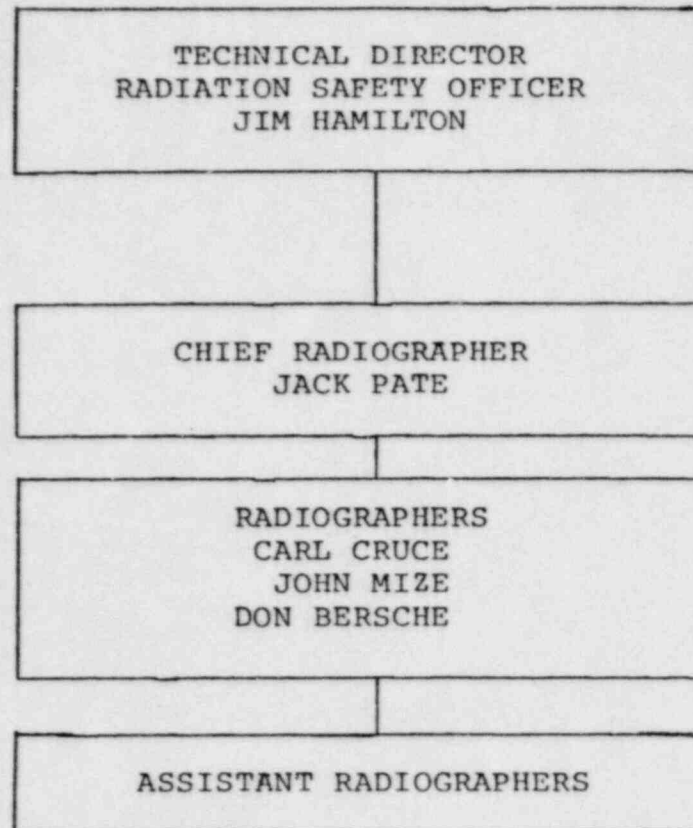 TECHNICAL DIRECTOR
RADIATION SAFETY OFFICER
JIM HAMILTON
CHIEF RADIOGRAPHER
JACK PATE
RADIOGRAPHERS
CARL CRUCE
JOHN MIZE
DON BERSCHE
ASSISTANT RADIOGRAPHERS